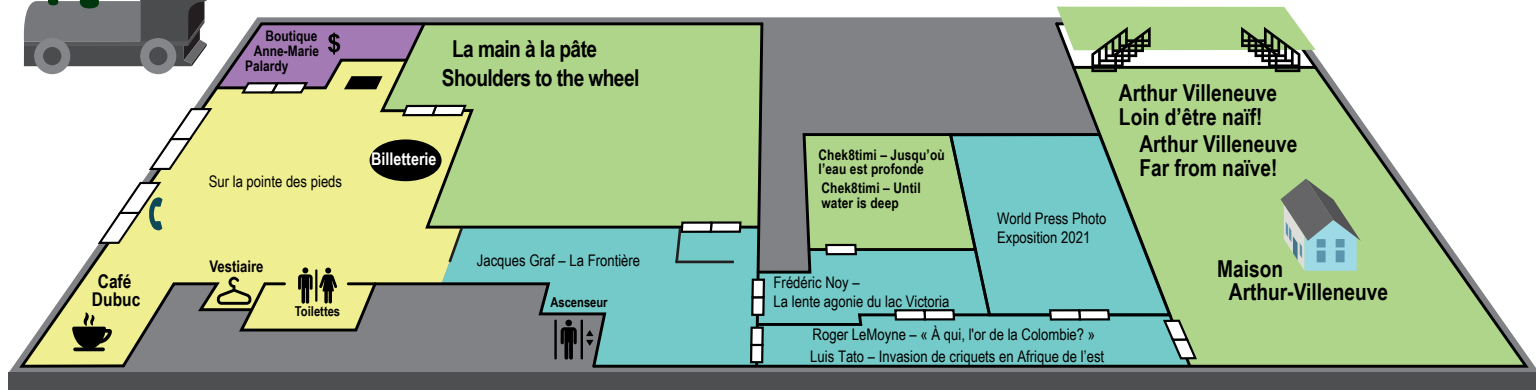 Boutique
Anne-Marie
Palardy
$
La main à la pâte
Shoulders to the wheel
Billetterie
Sur la pointe des pieds
Café
Dubuc
Vestiaire
Toilettes
Jacques Graf – La Frontière
Ascenseur
Chek8timi – Jusqu'où
l'eau est profonde
Chek8timi – Until
water is deep
World Press Photo
Exposition 2021
Frédéric Noy –
La lente agonie du lac Victoria
Roger LeMoyne – « À qui, l'or de la Colombie? »
Luis Tato – Invasion de criquets en Afrique de l'est
Arthur Villeneuve
Loin d'être naïf!
Arthur Villeneuve
Far from naïve!
Maison
Arthur-Villeneuve